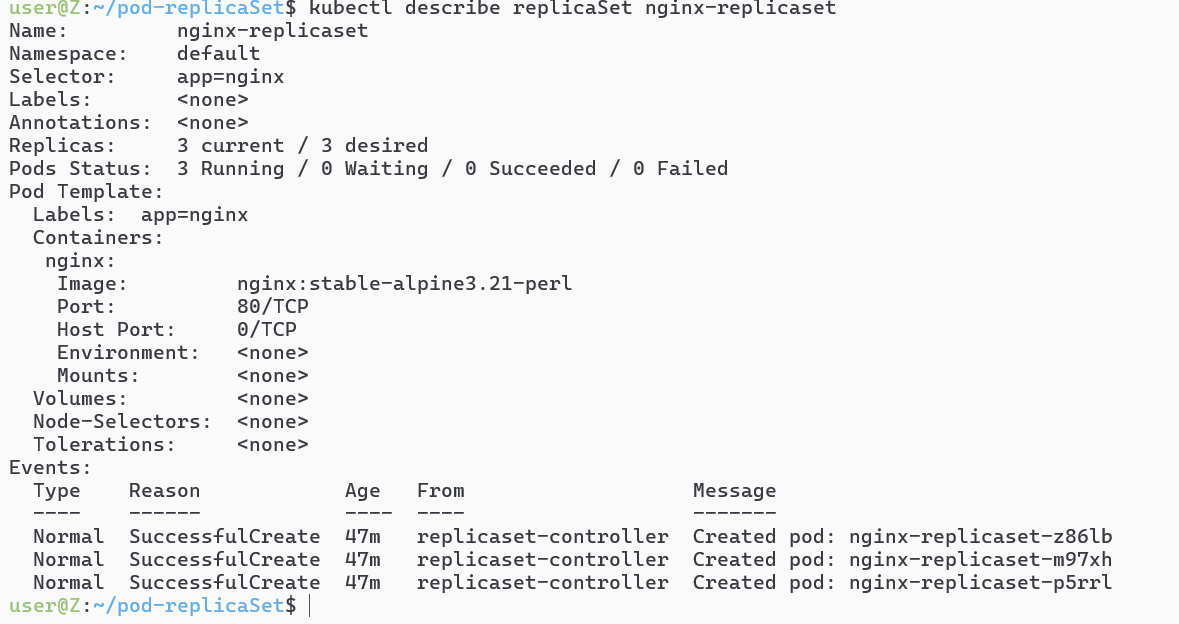 user@Z:~/pod-replicaSet$ kubectl describe replicaSet nginx-replicaset
Name:         nginx-replicaset
Namespace:    default
Selector:     app=nginx
Labels:       <none>
Annotations:  <none>
Replicas:     3 current / 3 desired
Pods Status:  3 Running / 0 Waiting / 0 Succeeded / 0 Failed
Pod Template:
  Labels:  app=nginx
  Containers:
   nginx:
    Image:         nginx:stable-alpine3.21-perl
    Port:          80/TCP
    Host Port:     0/TCP
    Environment:   <none>
    Mounts:        <none>
  Volumes:         <none>
  Node-Selectors:  <none>
  Tolerations:     <none>
Events:
  Type    Reason            Age   From                   Message
  ----    ------            ----  ----                   -------
  Normal  SuccessfulCreate  47m   replicaset-controller  Created pod: nginx-replicaset-z86lb
  Normal  SuccessfulCreate  47m   replicaset-controller  Created pod: nginx-replicaset-m97xh
  Normal  SuccessfulCreate  47m   replicaset-controller  Created pod: nginx-replicaset-p5rrl
user@Z:~/pod-replicaSet$